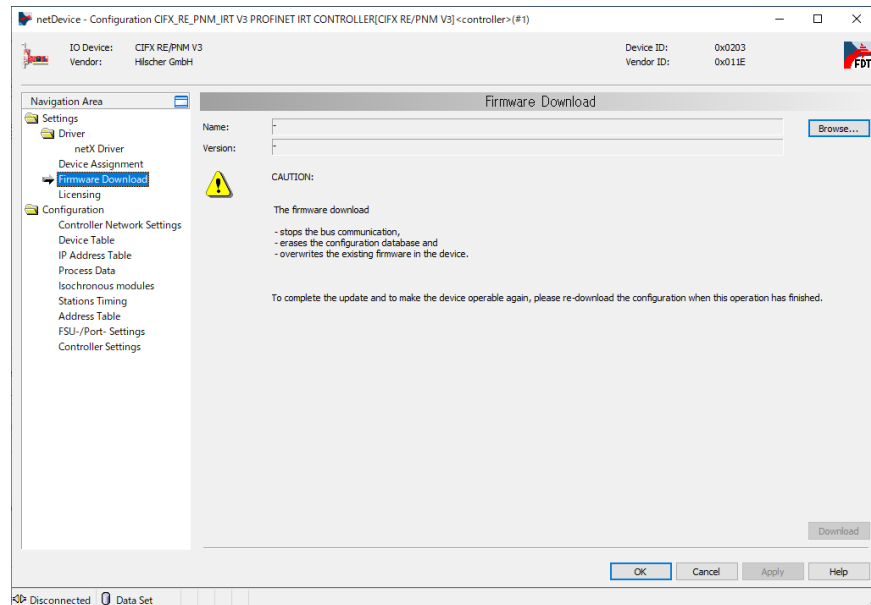 netDevice - Configuration CIFX_RE_PNM_IRT V3 PROFINET IRT CONTROLLER[CIFX RE/PNM V3]<controller>(#1)
IO Device: CIFX RE/PNM V3 Device ID: 0x0203
Vendor: Hilscher GmbH Vendor ID: 0x011E
FDT
Navigation Area
Settings
Driver
netX Driver
Device Assignment
Firmware Download
Licensing
Configuration
Controller Network Settings
Device Table
IP Address Table
Process Data
Isochronous modules
Stations Timing
Address Table
FSU-/Port- Settings
Controller Settings
Firmware Download
Name: - Browse...
Version: -
CAUTION:
The firmware download
- stops the bus communication,
- erases the configuration database and
- overwrites the existing firmware in the device.
To complete the update and to make the device operable again, please re-download the configuration when this operation has finished.
Download
OK Cancel Apply Help
Disconnected Data Set